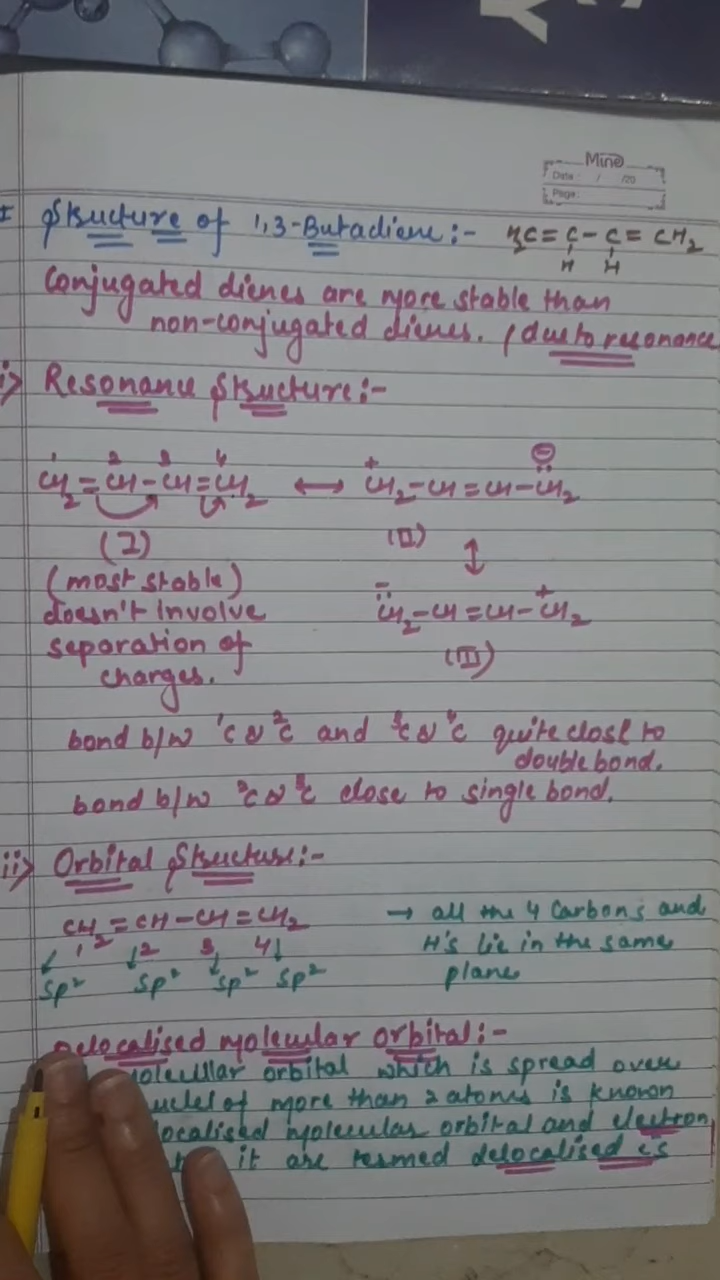 Mine
Date : / /20
Page:
I Structure of 1,3-Butadiene:- H₂C=C-C=CH₂
H H
Conjugated dienes are more stable than
non-conjugated dienes. (due to resonance
i) Resonance Structure:-
1 2 3 4
CH₂=CH-CH=CH₂ ↔ +CH₂-CH=CH-C̈H₂ ⊖
(I) (II)
↕
(most stable)
doesn't involve
separation of
charges.
-C̈H₂-CH=CH-+CH₂
(III)
bond b/w ¹C & ²C and ³C & ⁴C quite close to
double bond.
bond b/w ²C & ³C close to single bond.
ii) Orbital Structure:-
CH₂=CH-CH=CH₂
1 2 3 4
sp² sp² sp² sp²
→ all the 4 Carbons and
H's lie in the same
plane
Delocalised molecular orbital:-
molecular orbital which is spread over
nuclei of more than 2 atoms is known
delocalised molecular orbital and electron
it are termed delocalised es